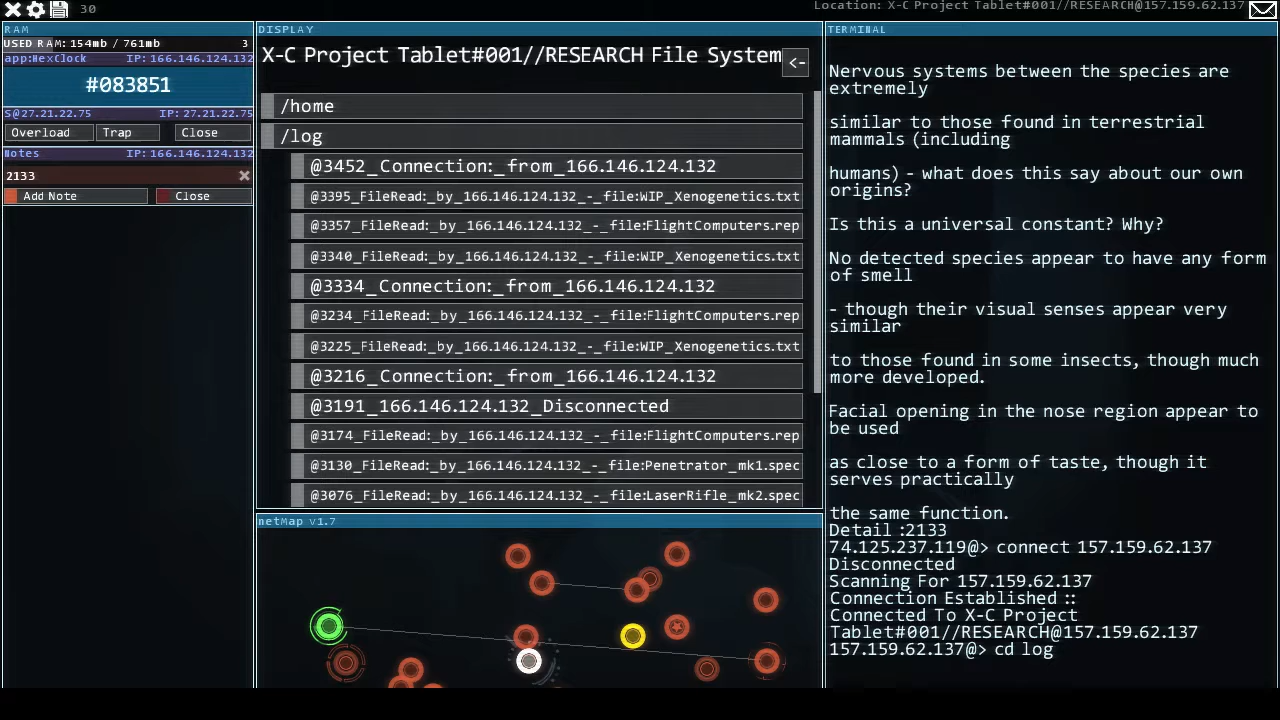 30
Location: X-C Project Tablet#001//RESEARCH@157.159.62.137
RAM
USED RAM: 154mb / 761mb 3
app:HexClock IP: 166.146.124.132
#083851
S@27.21.22.75 IP: 27.21.22.75
Overload Trap Close
Notes IP: 166.146.124.132
2133
Add Note Close
DISPLAY
X-C Project Tablet#001//RESEARCH File System
<-
/home
/log
@3452_Connection:_from_166.146.124.132
@3395_FileRead:_by_166.146.124.132_-_file:WIP_Xenogenetics.txt
@3357_FileRead:_by_166.146.124.132_-_file:FlightComputers.rep
@3340_FileRead:_by_166.146.124.132_-_file:WIP_Xenogenetics.txt
@3334_Connection:_from_166.146.124.132
@3234_FileRead:_by_166.146.124.132_-_file:FlightComputers.rep
@3225_FileRead:_by_166.146.124.132_-_file:WIP_Xenogenetics.txt
@3216_Connection:_from_166.146.124.132
@3191_166.146.124.132_Disconnected
@3174_FileRead:_by_166.146.124.132_-_file:FlightComputers.rep
@3130_FileRead:_by_166.146.124.132_-_file:Penetrator_mk1.spec
@3076_FileRead:_by_166.146.124.132_-_file:LaserRifle_mk2.spec
netMap v1.7
TERMINAL
Nervous systems between the species are
extremely
similar to those found in terrestrial
mammals (including
humans) - what does this say about our own
origins?
Is this a universal constant? Why?
No detected species appear to have any form
of smell
- though their visual senses appear very
similar
to those found in some insects, though much
more developed.
Facial opening in the nose region appear to
be used
as close to a form of taste, though it
serves practically
the same function.
Detail :2133
74.125.237.119@> connect 157.159.62.137
Disconnected
Scanning For 157.159.62.137
Connection Established ::
Connected To X-C Project
Tablet#001//RESEARCH@157.159.62.137
157.159.62.137@> cd log